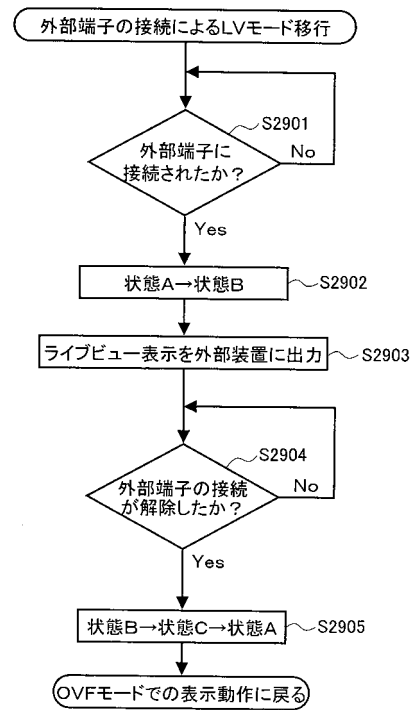 外部端子の接続によるLVモード移行
S2901
外部端子に
接続されたか？
No
Yes
状態A→状態B
S2902
ライブビュー表示を外部装置に出力
S2903
S2904
外部端子の接続
が解除したか？
No
Yes
状態B→状態C→状態A
S2905
OVFモードでの表示動作に戻る